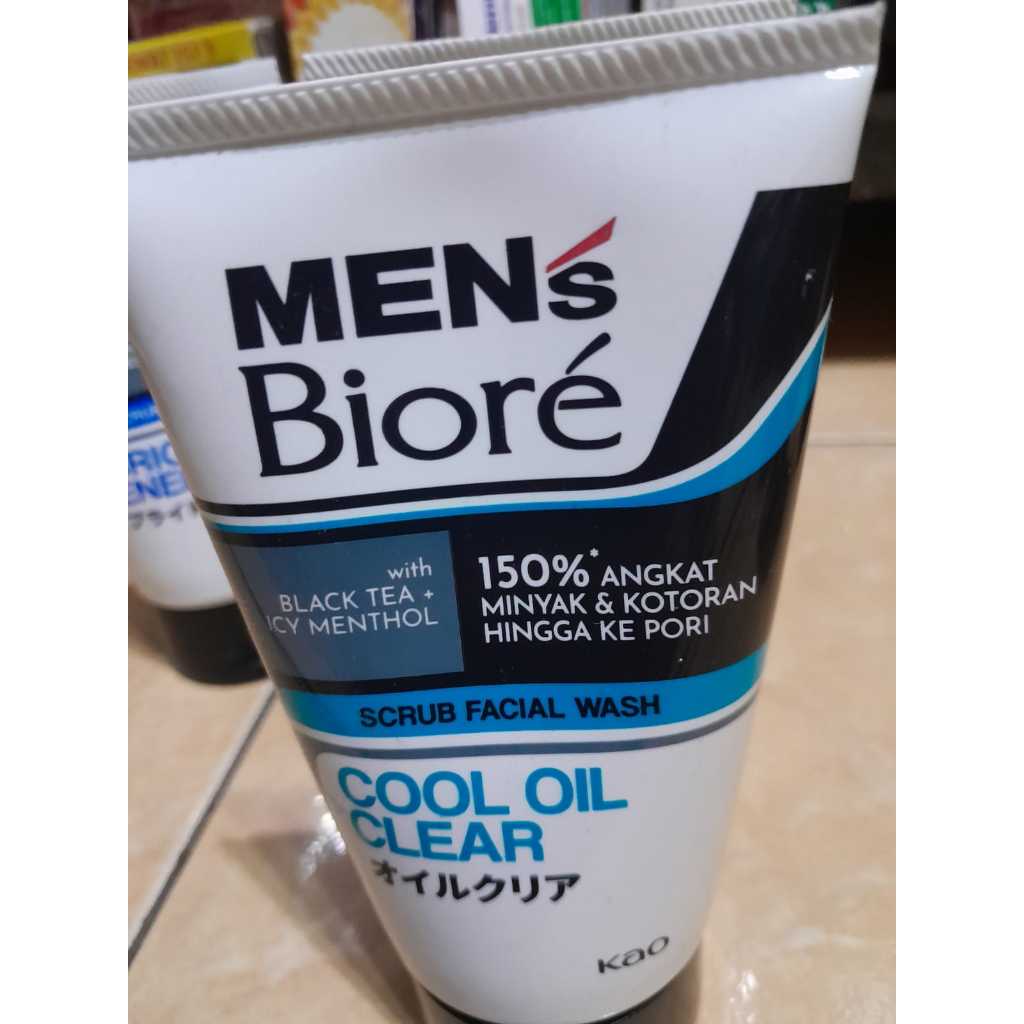 MEN's
Bioré
with
BLACK TEA +
ICY MENTHOL
150%* ANGKAT
MINYAK & KOTORAN
HINGGA KE PORI
SCRUB FACIAL WASH
COOL OIL
CLEAR
オイルクリア
Kao